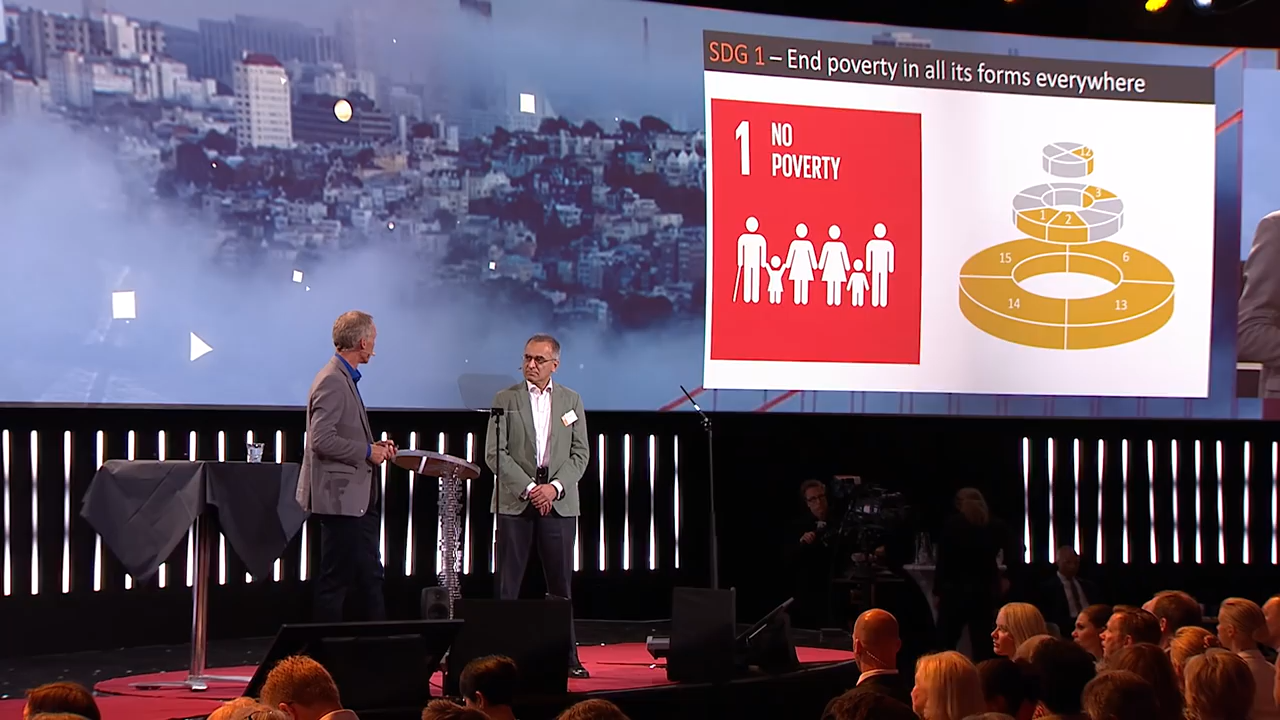 SDG 1 – End poverty in all its forms everywhere
1 NO
POVERTY
12
3
1 2
15 6
14 13